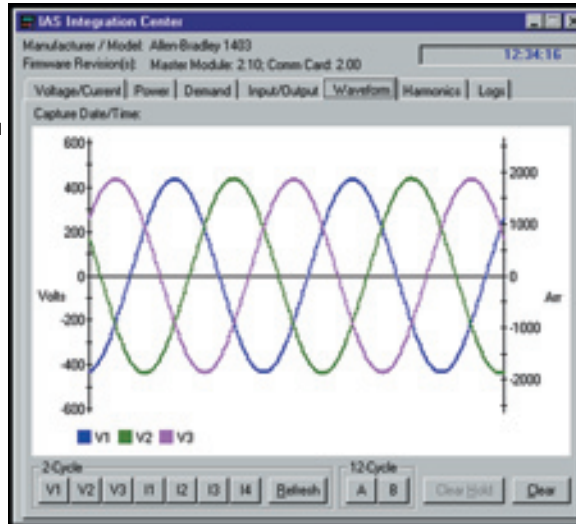 IAS Integration Center
Manufacturer / Model: Allen-Bradley 1403
12:34:16
Firmware Revision(s): Master Module: 2.10; Comm Card: 2.00
Voltage/Current Power Demand Input/Output Waveform Harmonics Logs
Capture Date/Time:
600
2000
400
1000
200
0 0
Volts
-200
-1000
-400
-2000
-600
V1 V2 V3
2-Cycle 12-Cycle
V1 V2 V3 I1 I2 I3 I4 Refresh A B Clear Hold Clear